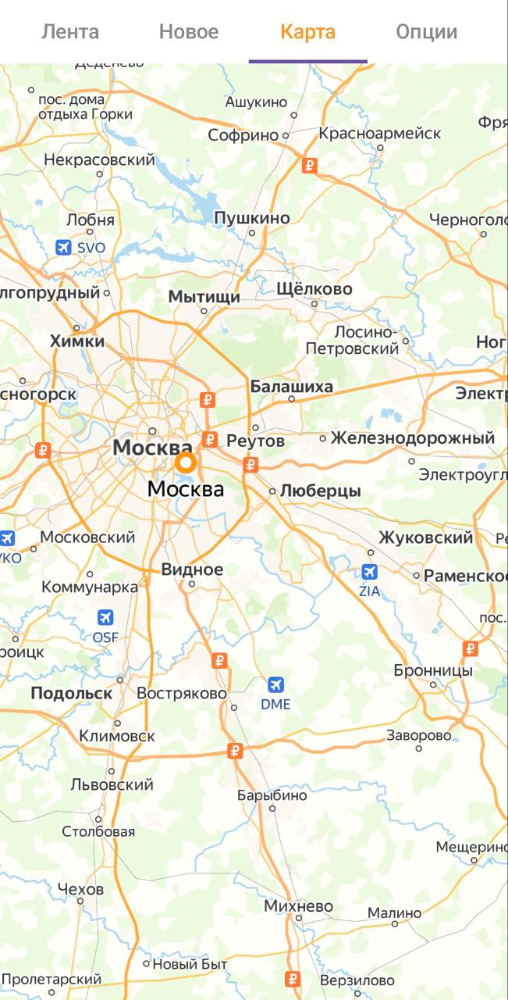 Лента Новое Карта Опции
Деденево
пос. дома
отдыха Горки
Ашукино
Софрино
Красноармейск
Фря
Некрасовский
Лобня
SVO
Пушкино
Черноголо
лгопрудный
Мытищи
Щёлково
Химки
Лосино-
Петровский
Ног
сногорск
Балашиха
Электр
Москва
Реутов
Железнодорожный
Москва
Электроугл
Люберцы
Московский
VKO
Жуковский
Ре
Видное
Коммунарка
ZIA
Раменско
OSF
пос.
роицк
Бронницы
Подольск
Востряково
DME
Климовск
Заворово
Львовский
Барыбино
Столбовая
Мещерино
Чехов
Михнево
Малино
Новый Быт
Пролетарский
Верзилово